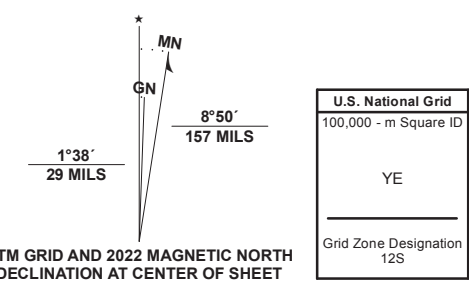 MN
GN
8°50´
157 MILS
1°38´
29 MILS
TM GRID AND 2022 MAGNETIC NORTH
DECLINATION AT CENTER OF SHEET
U.S. National Grid
100,000 - m Square ID
YE
Grid Zone Designation
12S